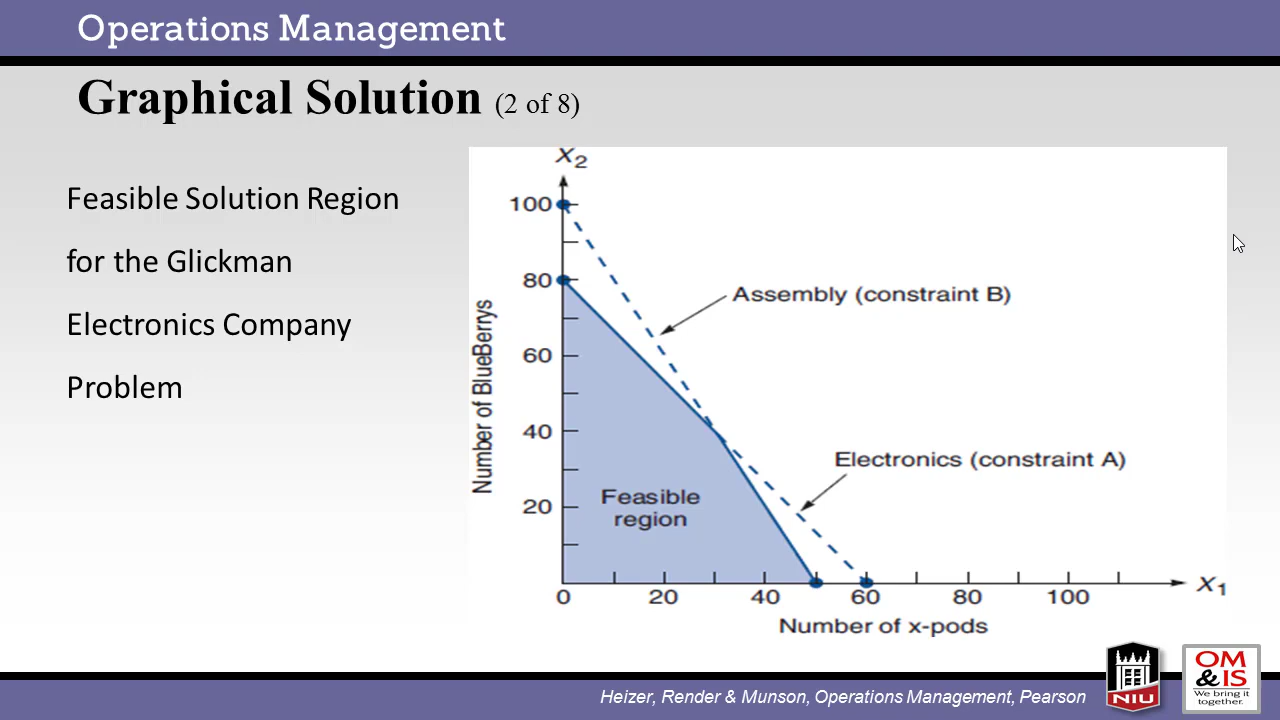 Operations Management
Graphical Solution (2 of 8)
Feasible Solution Region
for the Glickman
Electronics Company
Problem
X2
100
80
60
40
20
Number of BlueBerrys
Assembly (constraint B)
Electronics (constraint A)
Feasible
region
0 20 40 60 80 100
X1
Number of x-pods
Heizer, Render & Munson, Operations Management, Pearson
NIU
OM
&IS
We bring it
together.